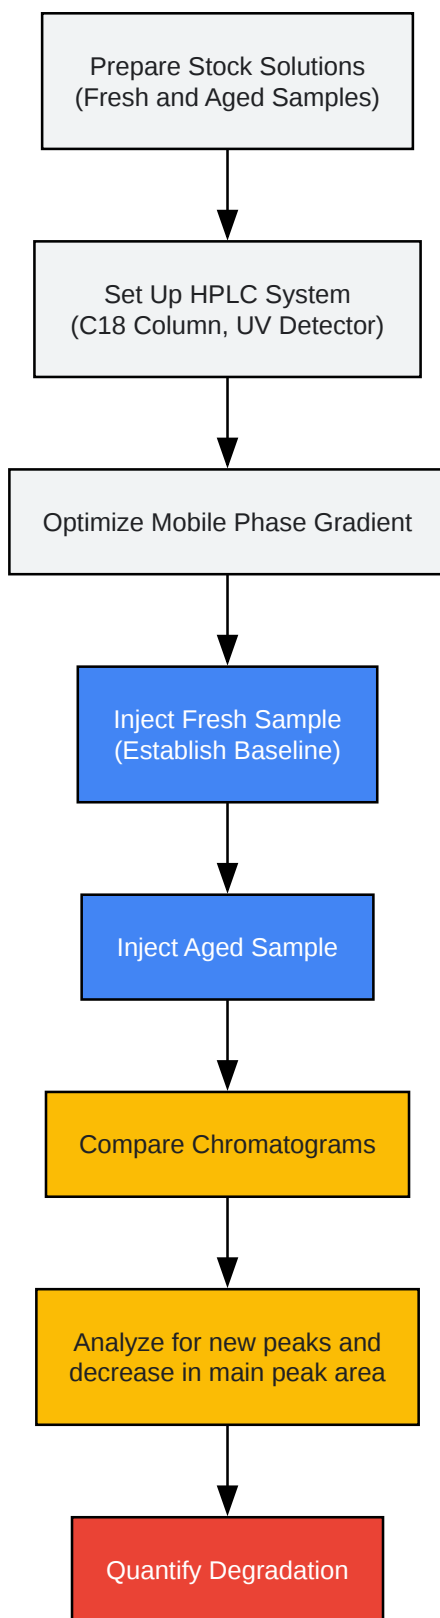 Prepare Stock Solutions
(Fresh and Aged Samples)
Set Up HPLC System
(C18 Column, UV Detector)
Optimize Mobile Phase Gradient
Inject Fresh Sample
(Establish Baseline)
Inject Aged Sample
Compare Chromatograms
Analyze for new peaks and
decrease in main peak area
Quantify Degradation